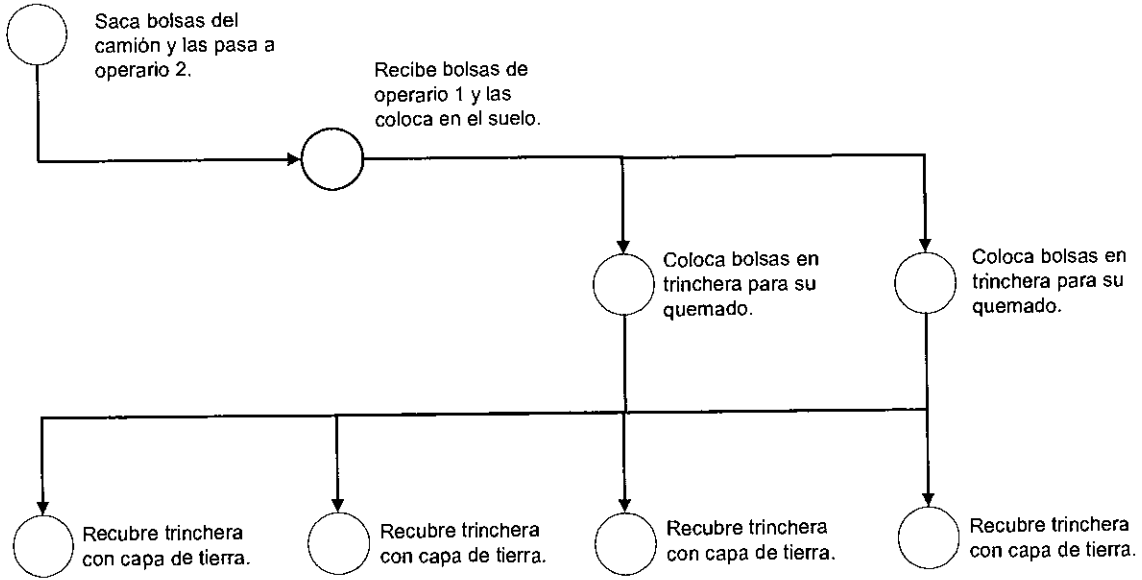 Saca bolsas del
camión y las pasa a
operario 2.
Recibe bolsas de
operario 1 y las
coloca en el suelo.
Coloca bolsas en
trinchera para su
quemado.
Coloca bolsas en
trinchera para su
quemado.
Recubre trinchera
con capa de tierra.
Recubre trinchera
con capa de tierra.
Recubre trinchera
con capa de tierra.
Recubre trinchera
con capa de tierra.